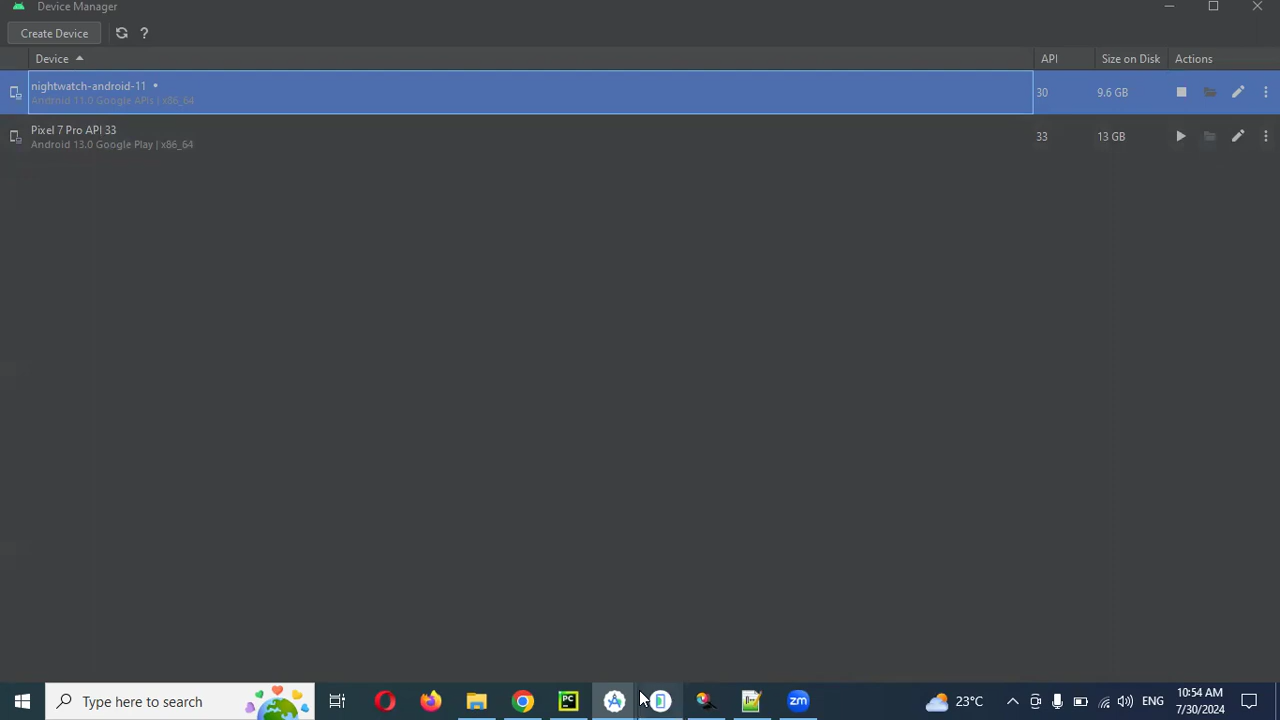 Device Manager
Create Device ?
Device API Size on Disk Actions
nightwatch-android-11 30 9.6 GB
Android 11.0 Google APIs | x86_64
Pixel 7 Pro API 33 33 13 GB
Android 13.0 Google Play | x86_64
Type here to search PC zm 23°C ENG 10:54 AM
7/30/2024